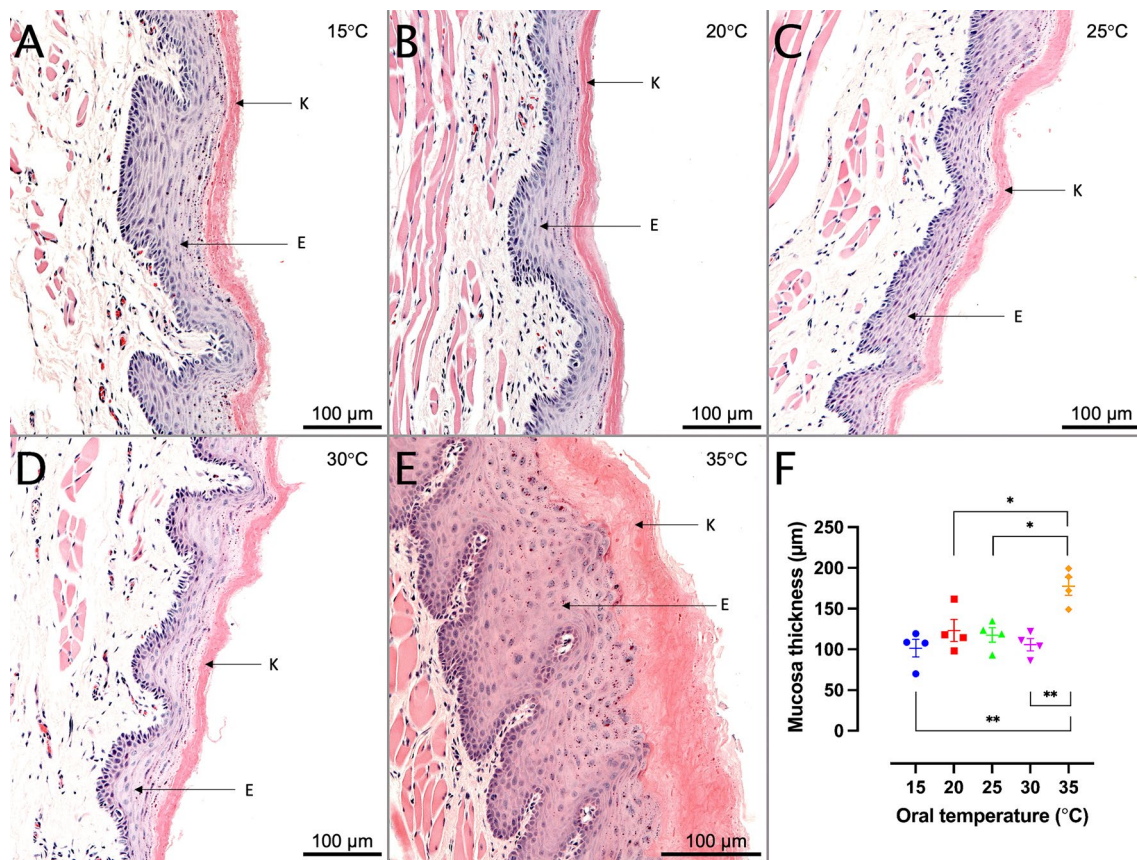 A
15°C
K
E
100 µm
B
20°C
K
E
100 µm
C
25°C
K
E
100 µm
D
30°C
K
E
100 µm
E
35°C
K
E
100 µm
F
*
*
250
200
150
100
50
0
Mucosa thickness (µm)
**
**
15 20 25 30 35
Oral temperature (°C)